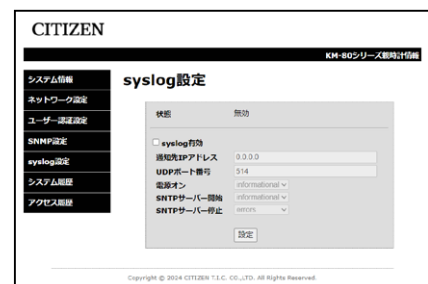 CITIZEN
KM-80シリーズ親時計情報
システム情報
ネットワーク設定
ユーザー認証設定
SNMP設定
syslog設定
システム履歴
アクセス履歴
syslog設定
状態 無効
syslog有効
通知先IPアドレス 0.0.0.0
UDPポート番号 514
電源オン informational
SNTPサーバー開始 informational
SNTPサーバー停止 errors
設定
Copyright © 2024 CITIZEN T.I.C. CO.,LTD. All Rights Reserved.